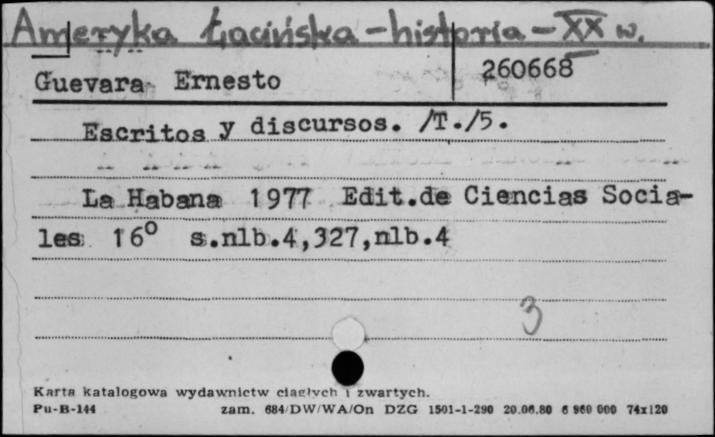 Ameryka Łacińska - historia - XX w.
Guevara Ernesto 260668
Escritos y discursos. /T./5.
La Habana 1977 Edit.de Ciencias Socia-
les 16° s.nlb.4,327,nlb.4
3
Karta katalogowa wydawnictw ciągłych i zwartych.
Pu-B-144 zam. 684/DW/WA/On DZG 1501-1-290 20.06.80 6 960 000 74x120